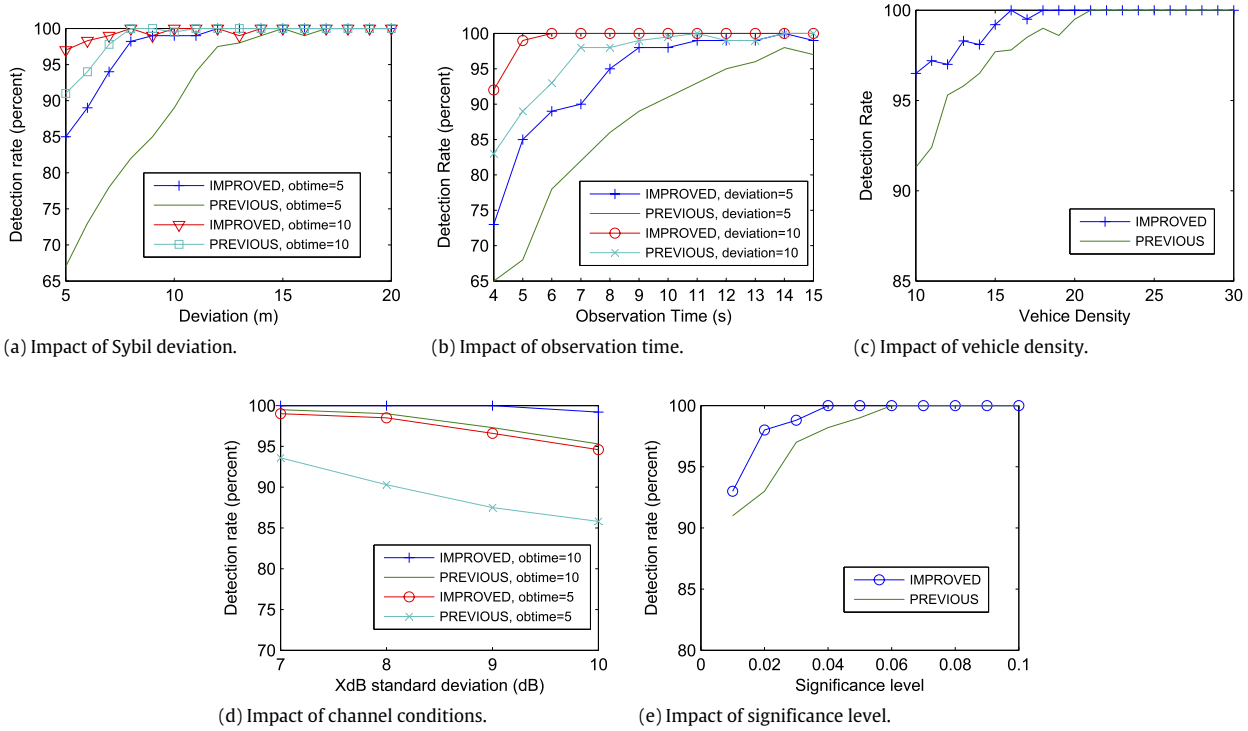 100
95
90
85
80
75
70
65
5
10
15
20
Detection rate (percent)
Deviation (m)
IMPROVED, obtime=5
PREVIOUS, obtime=5
IMPROVED, obtime=10
PREVIOUS, obtime=10
(a) Impact of Sybil deviation.
100
95
90
85
80
75
70
65
4 5 6 7 8 9 10 11 12 13 14 15
Detection Rate (percent)
Observation Time (s)
IMPROVED, deviation=5
PREVIOUS, deviation=5
IMPROVED, deviation=10
PREVIOUS, deviation=10
(b) Impact of observation time.
100
95
90
85
10 15 20 25 30
Detection Rate
Vehice Density
IMPROVED
PREVIOUS
(c) Impact of vehicle density.
100
95
90
85
80
75
70
7 8 9 10
Detection rate (percent)
XdB standard deviation (dB)
IMPROVED, obtime=10
PREVIOUS, obtime=10
IMPROVED, obtime=5
PREVIOUS, obtime=5
(d) Impact of channel conditions.
100
95
90
85
80
0 0.02 0.04 0.06 0.08 0.1
Detection rate (percent)
Significance level
IMPROVED
PREVIOUS
(e) Impact of significance level.